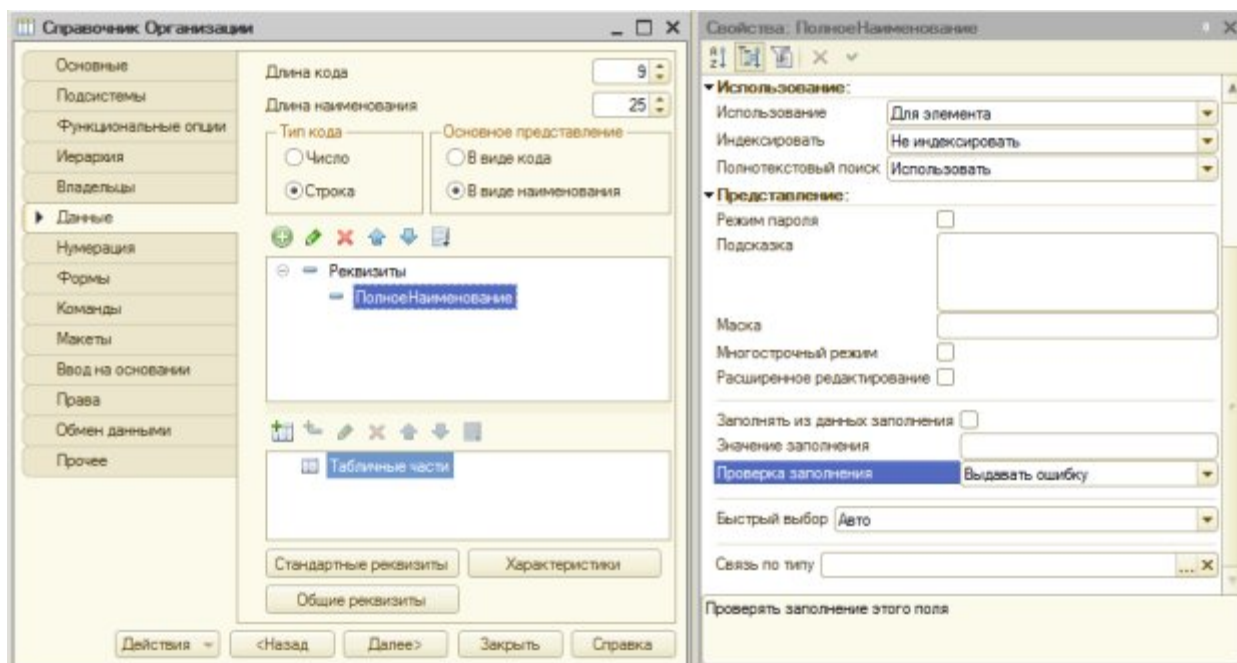 Справочник Организации
Основные
Подсистемы
Функциональные опции
Иерархия
Владельцы
Данные
Нумерация
Формы
Команды
Макеты
Ввод на основании
Права
Обмен данными
Прочее
Длина кода 9
Длина наименования 25
Тип кода
Число
Строка
Основное представление
В виде кода
В виде наименования
Реквизиты
ПолноеНаименование
Табличные части
Стандартные реквизиты Характеристики
Общие реквизиты
Действия <Назад Далее> Закрыть Справка
Свойства: ПолноеНаименование
Использование:
Использование Для элемента
Индексировать Не индексировать
Полнотекстовый поиск Использовать
Представление:
Режим пароля
Подсказка
Маска
Многострочный режим
Расширенное редактирование
Заполнять из данных заполнения
Значение заполнения
Проверка заполнения Выдавать ошибку
Быстрый выбор Авто
Связь по типу ...
Проверять заполнение этого поля